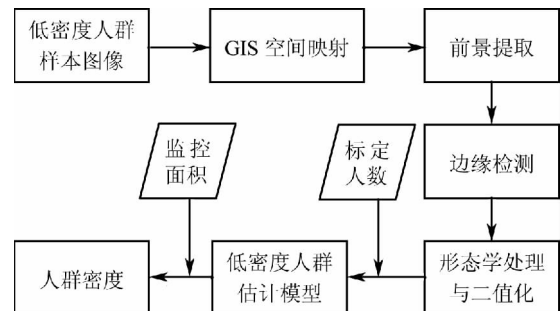 低密度人群
样本图像
GIS 空间映射
前景提取
监控
面积
标定
人数
边缘检测
人群密度
低密度人群
估计模型
形态学处理
与二值化